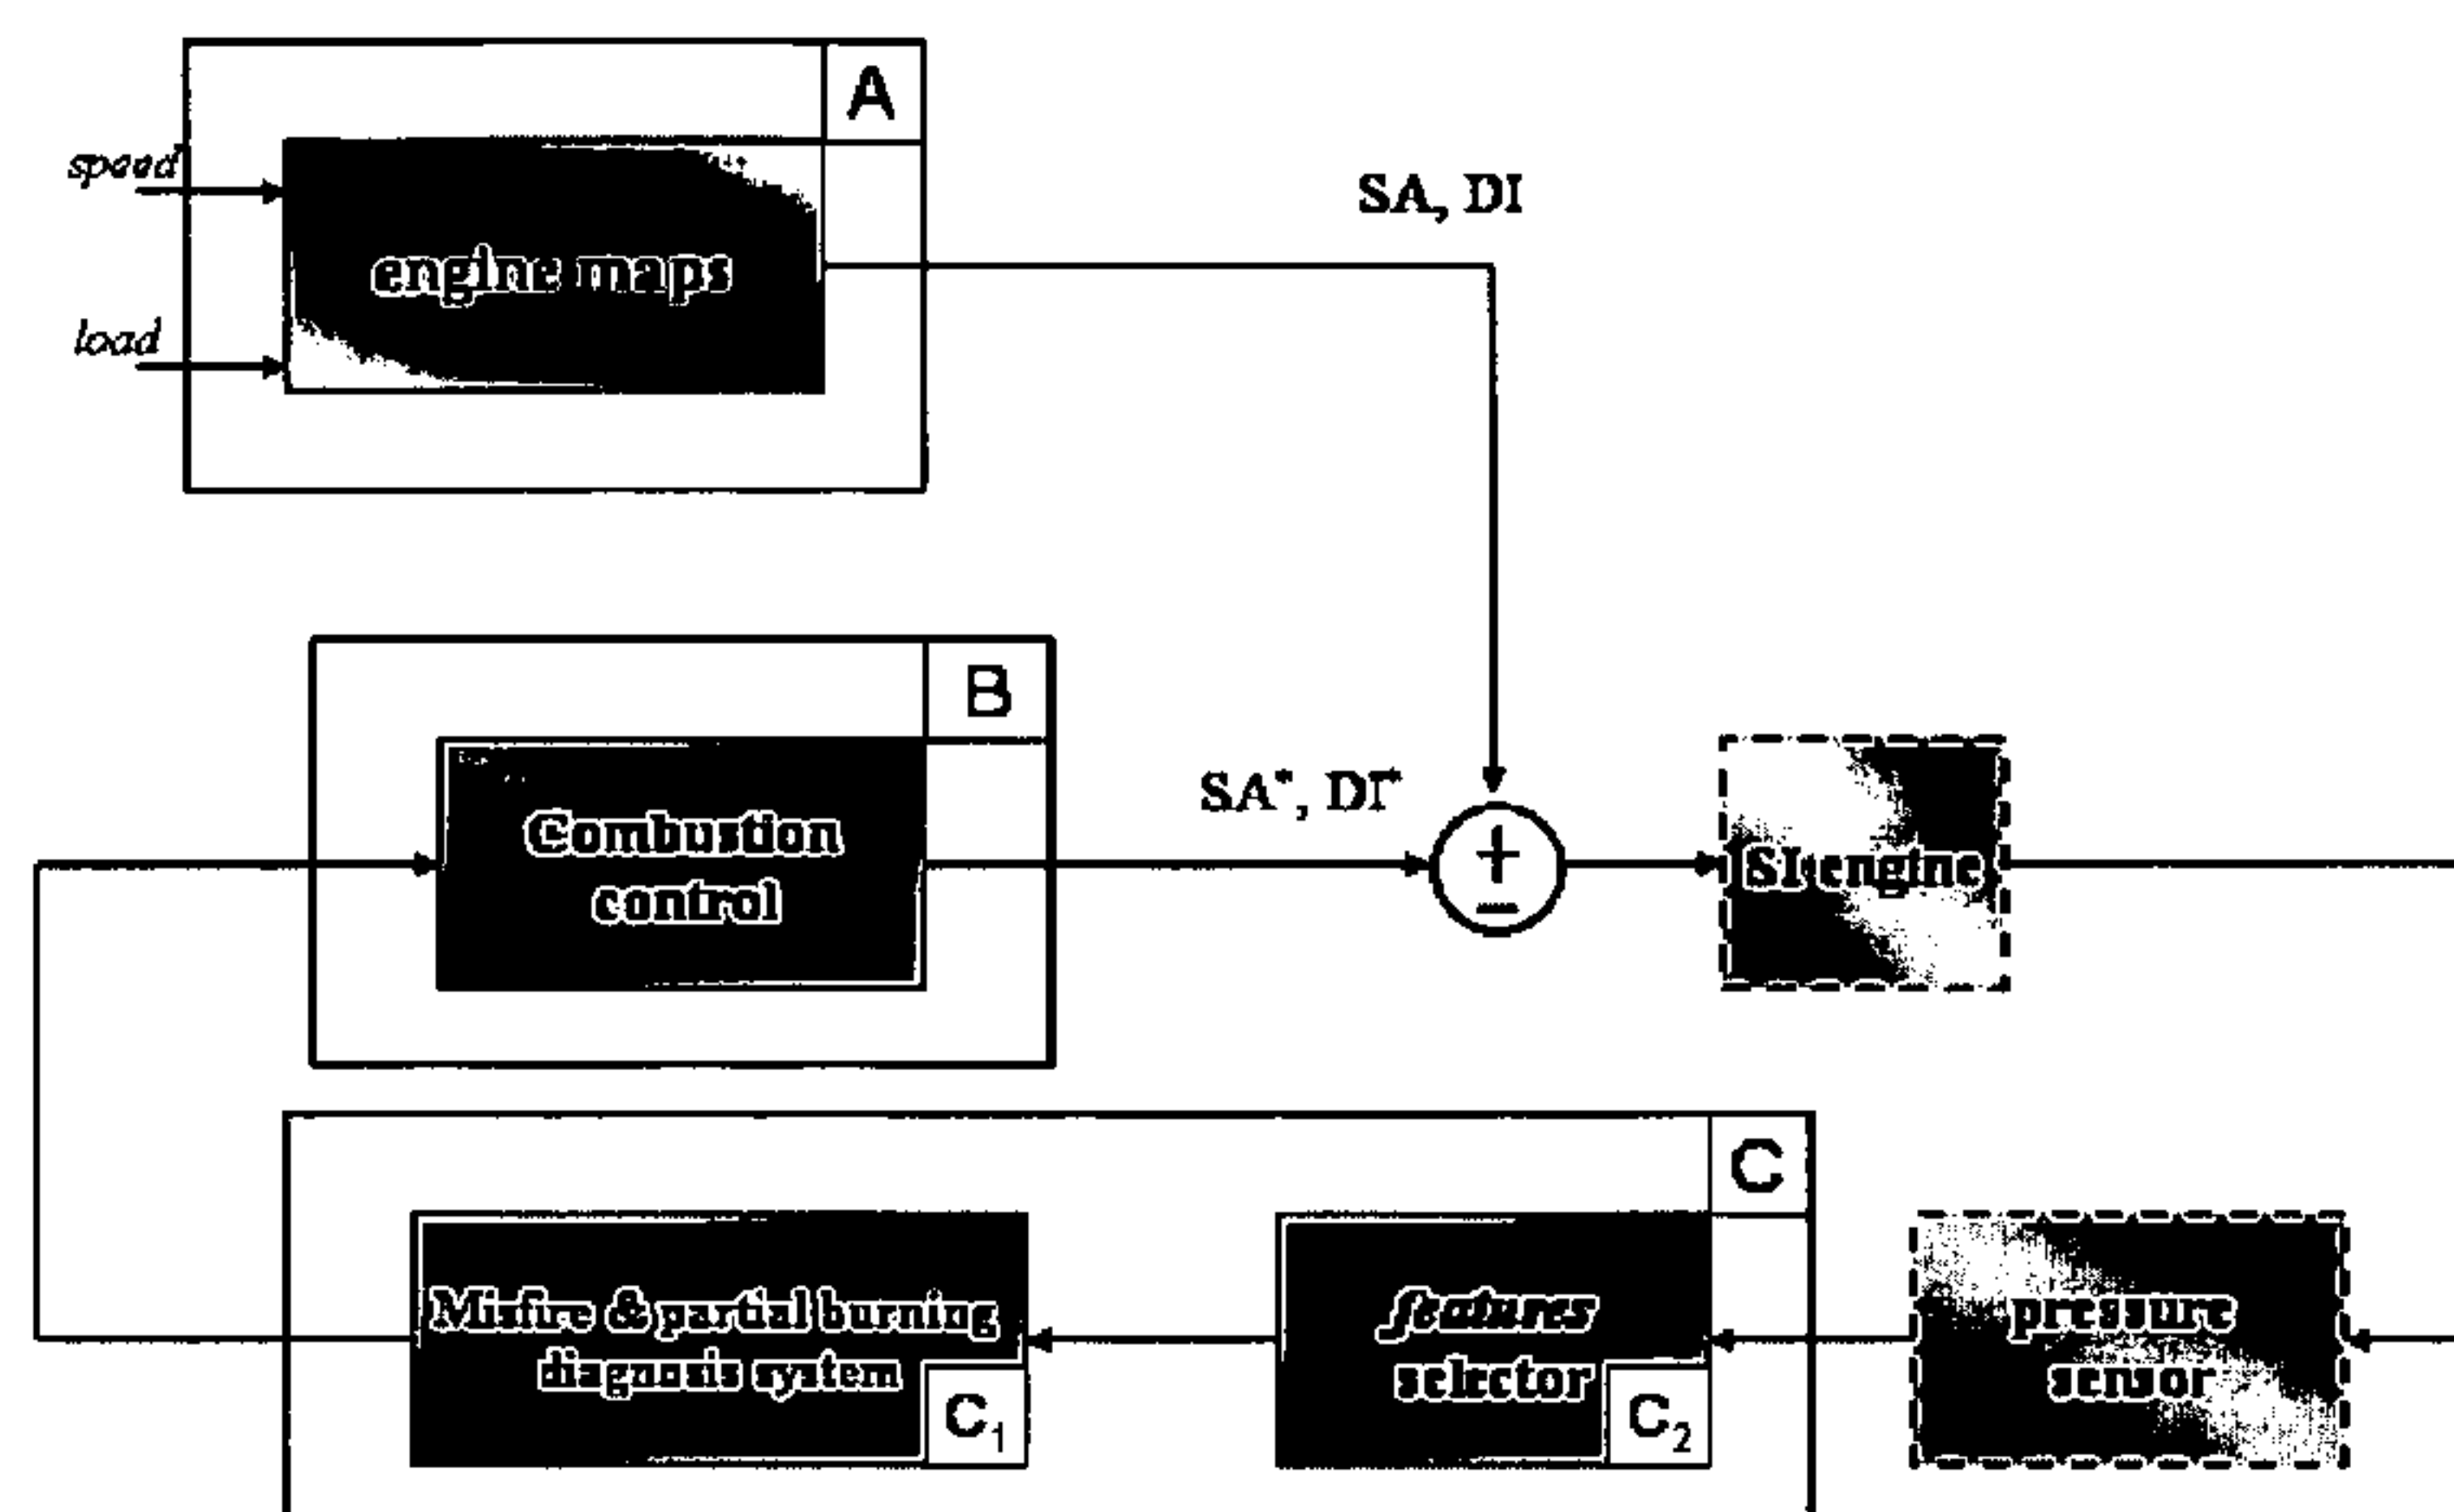 A
speed
engine maps
load
SA, DI
B
Combustion
control
SA*, DI*
+
−
SI engine
C
Misfire & partial burning
diagnosis system
C₁
features
selector
C₂
pressure
sensor